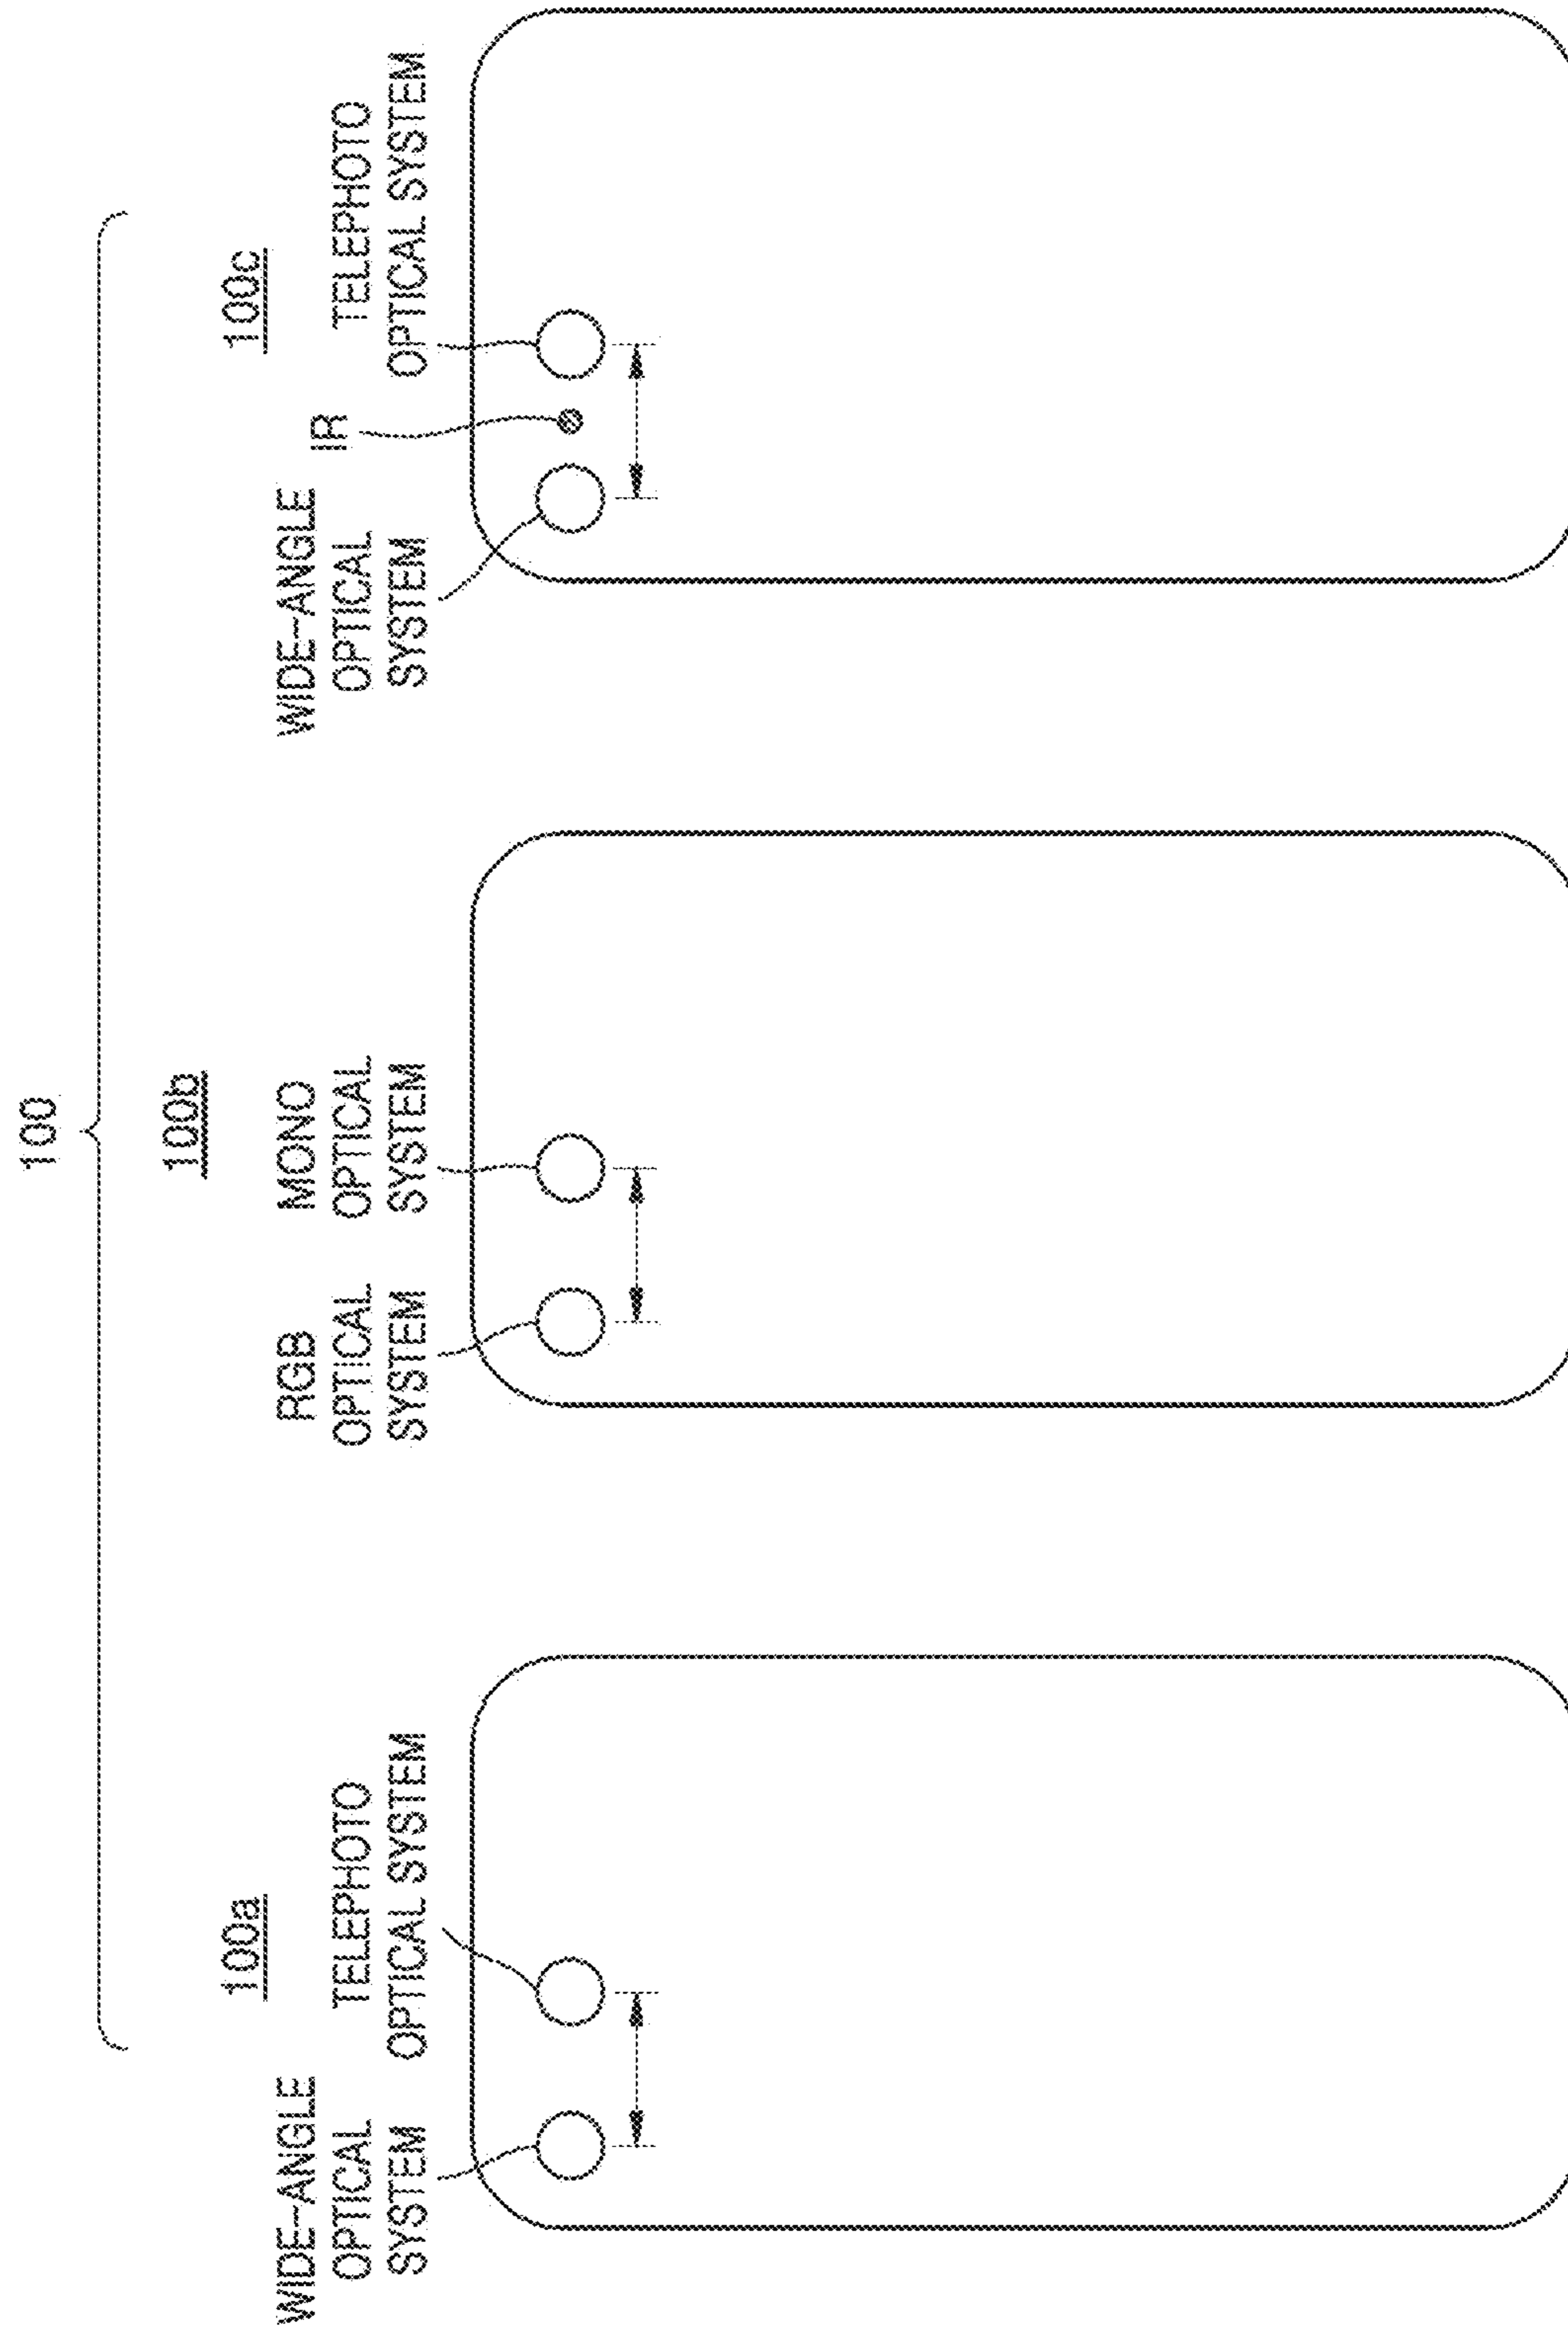 100
100a
WIDE-ANGLE
OPTICAL
SYSTEM
TELEPHOTO
OPTICAL SYSTEM
100b
RGB
OPTICAL
SYSTEM
MONO
OPTICAL
SYSTEM
100c
WIDE-ANGLE
OPTICAL
SYSTEM
IR
TELEPHOTO
OPTICAL SYSTEM